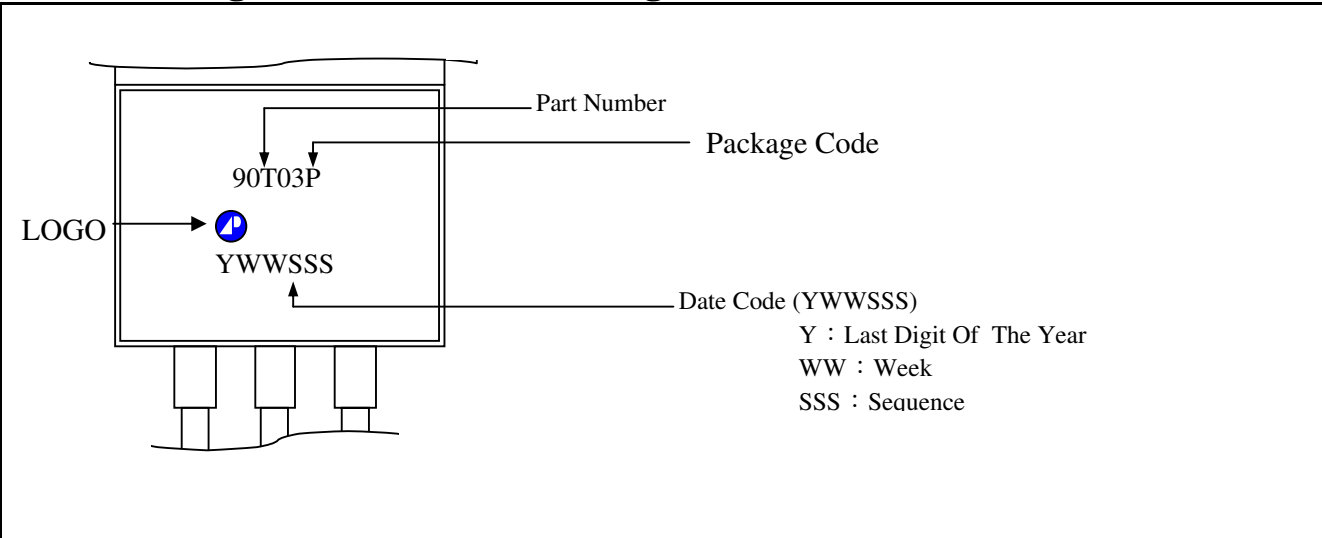 Part Number
Package Code
90T03P
LOGO
YWWSSS
Date Code (YWWSSS)
Y：Last Digit Of The Year
WW：Week
SSS：Sequence